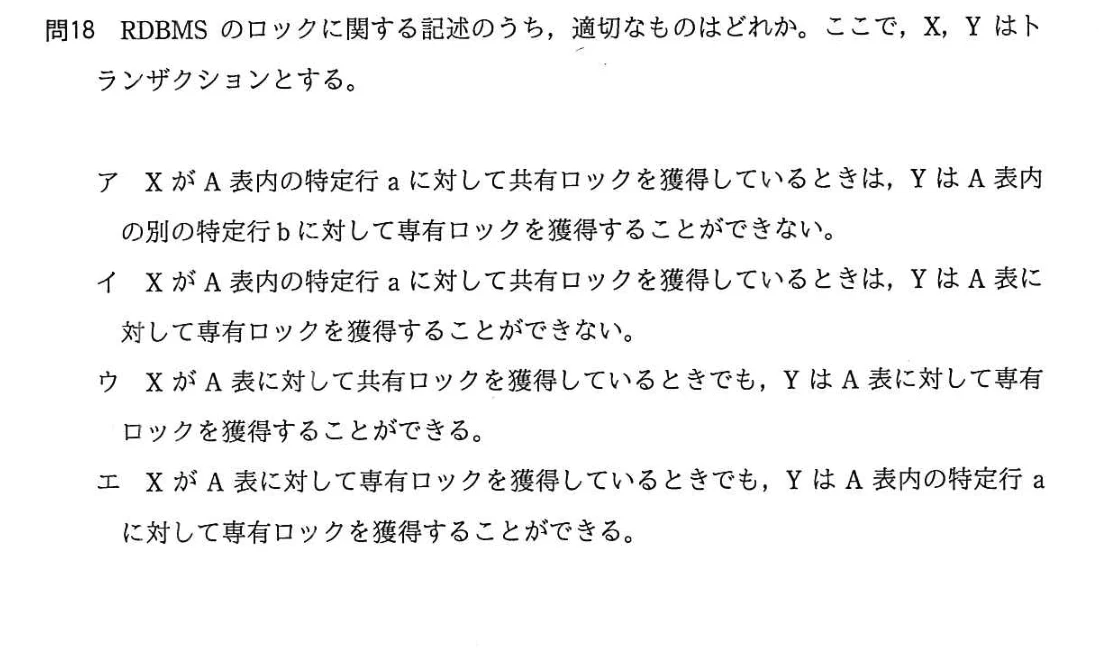 問18　RDBMS のロックに関する記述のうち，適切なものはどれか。ここで，X，Y はト
ランザクションとする。
ア　X が A 表内の特定行 a に対して共有ロックを獲得しているときは，Y は A 表内
の別の特定行 b に対して専有ロックを獲得することができない。
イ　X が A 表内の特定行 a に対して共有ロックを獲得しているときは，Y は A 表に
対して専有ロックを獲得することができない。
ウ　X が A 表に対して共有ロックを獲得しているときでも，Y は A 表に対して専有
ロックを獲得することができる。
エ　X が A 表に対して専有ロックを獲得しているときでも，Y は A 表内の特定行 a
に対して専有ロックを獲得することができる。